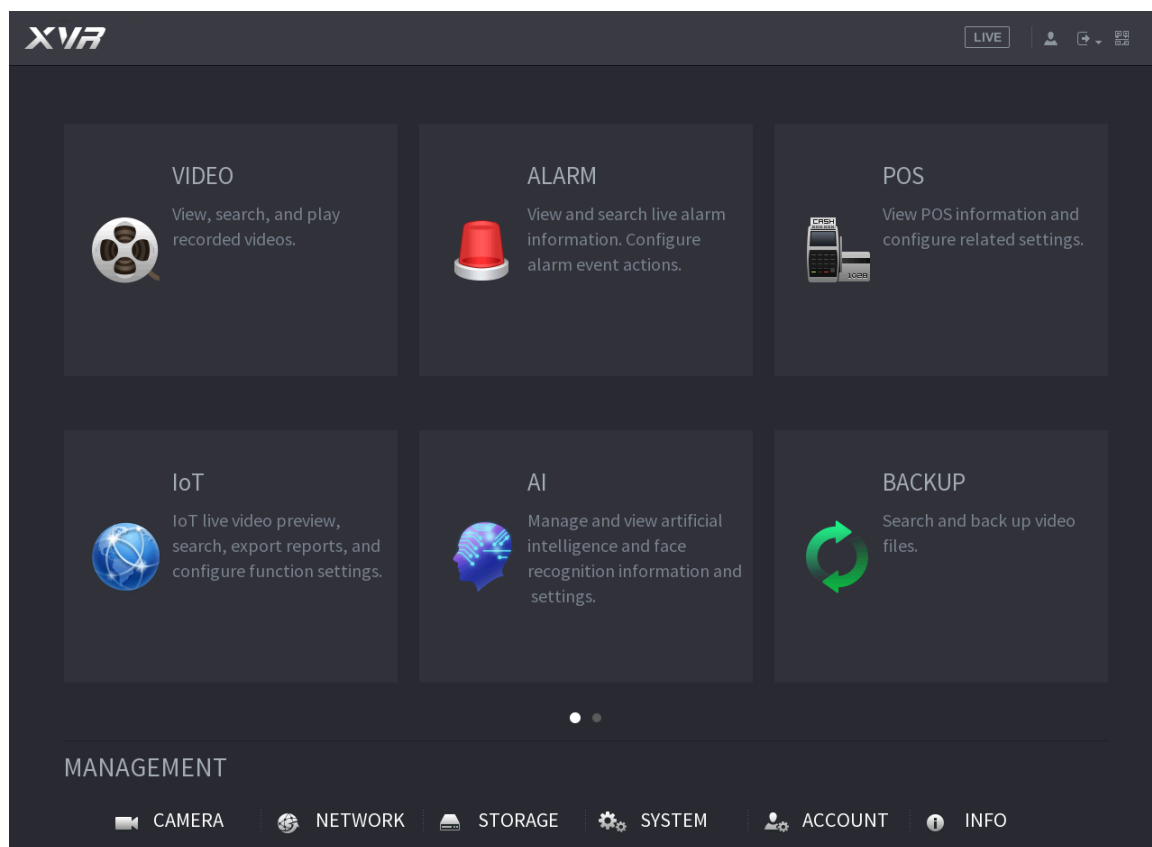 XVR
LIVE
VIDEO
View, search, and play
recorded videos.
ALARM
View and search live alarm
information. Configure
alarm event actions.
POS
View POS information and
configure related settings.
CASH
1028
IoT
IoT live video preview,
search, export reports, and
configure function settings.
AI
Manage and view artificial
intelligence and face
recognition information and
settings.
BACKUP
Search and back up video
files.
MANAGEMENT
CAMERA
NETWORK
STORAGE
SYSTEM
ACCOUNT
INFO